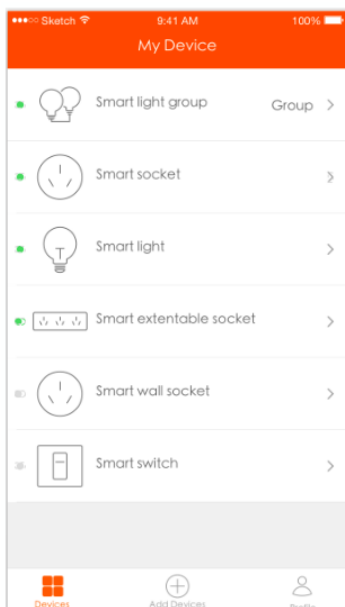 Sketch 9:41 AM 100%
My Device
Smart light group Group
Smart socket
Smart light
Smart extentable socket
Smart wall socket
Smart switch
Devices Add Devices Profile